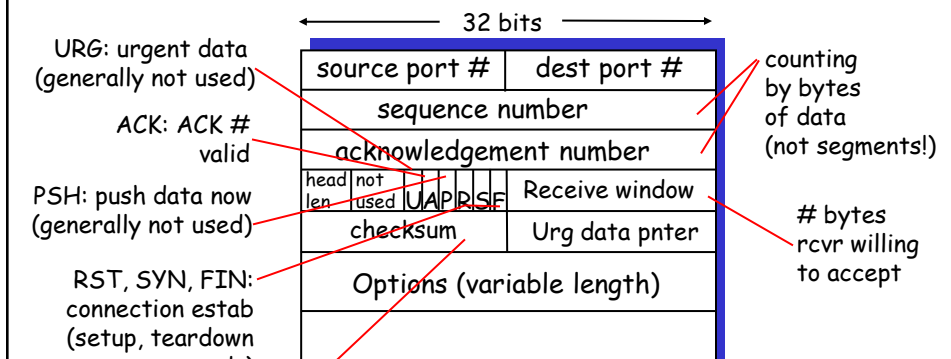 32 bits
URG: urgent data
(generally not used)
source port #
dest port #
counting
by bytes
of data
(not segments!)
sequence number
ACK: ACK #
valid
acknowledgement number
PSH: push data now
(generally not used)
head
len
not
used
U A P R S F
Receive window
# bytes
rcvr willing
to accept
checksum
Urg data pnter
RST, SYN, FIN:
connection estab
(setup, teardown
Options (variable length)